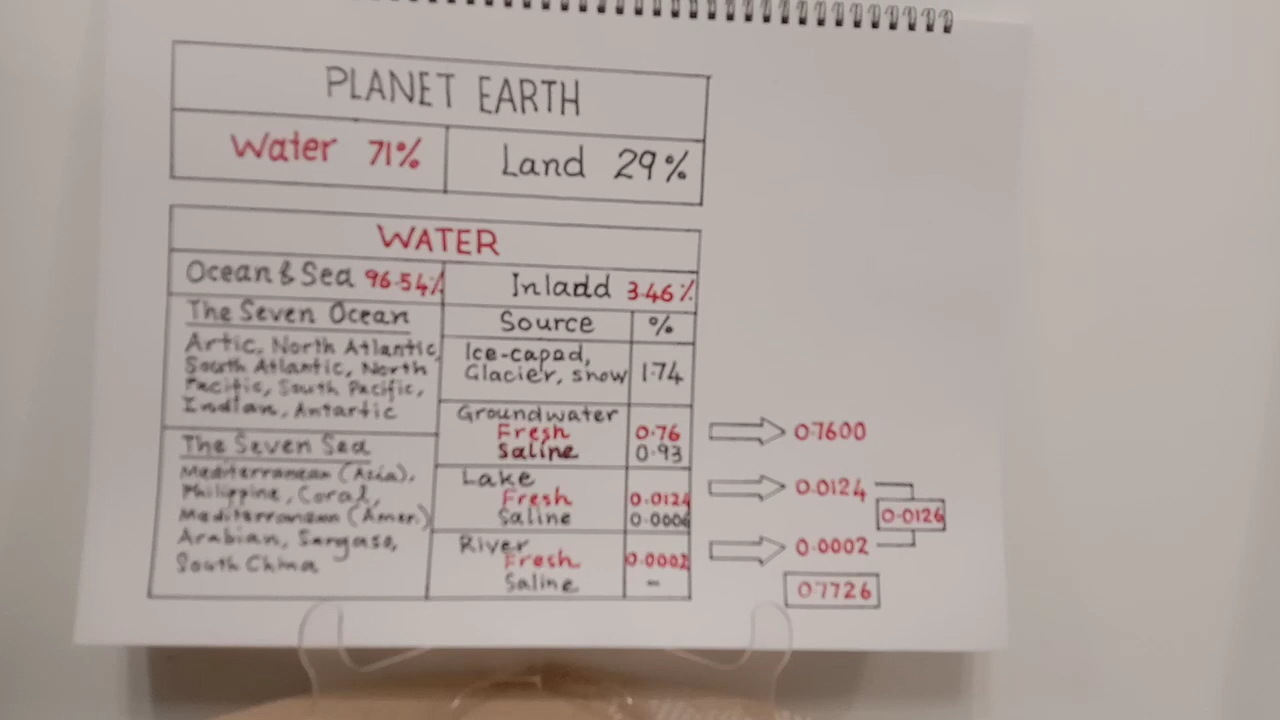 PLANET EARTH
Water 71%
Land 29%
WATER
Ocean & Sea 96.54%
Inladd 3.46%
The Seven Ocean
Artic, North Atlantic,
South Atlantic, North
Pacific, South Pacific,
Indian, Antartic
The Seven Sea
Mediterranean (Asia),
Philippine, Coral,
Mediterranean (Amer)
Arabian, Sargaso,
South China
Source %
Ice-capad,
Glacier, snow 1.74
Groundwater
Fresh 0.76
Saline 0.93
Lake
Fresh 0.0124
Saline 0.0006
River
Fresh 0.0002
Saline -
0.7600
0.0124
0.0126
0.0002
0.7726